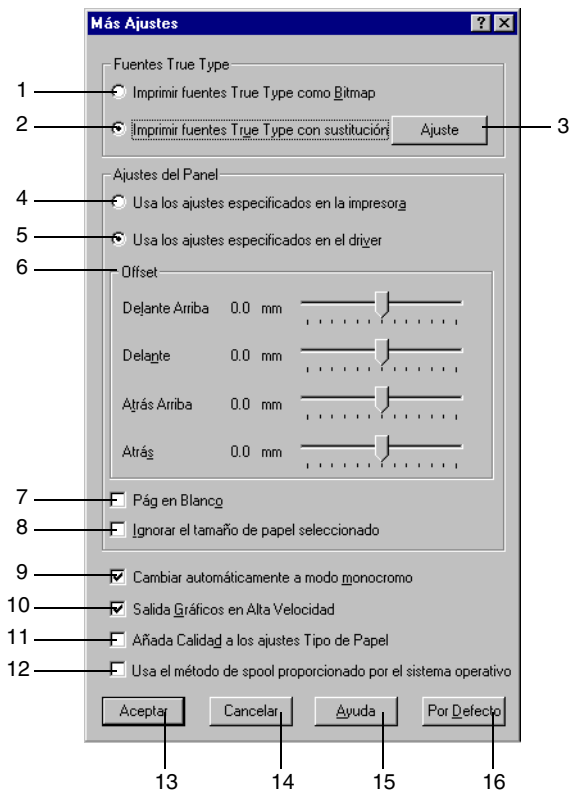 Más Ajustes
Fuentes True Type
1 Imprimir fuentes True Type como Bitmap
2 Imprimir fuentes True Type con sustitución Ajuste 3
Ajustes del Panel
4 Usa los ajustes especificados en la impresora
5 Usa los ajustes especificados en el driver
6 Offset
Delante Arriba 0.0 mm
Delante 0.0 mm
Atrás Arriba 0.0 mm
Atrás 0.0 mm
7 Pág en Blanco
8 Ignorar el tamaño de papel seleccionado
9 Cambiar automáticamente a modo monocromo
10 Salida Gráficos en Alta Velocidad
11 Añada Calidad a los ajustes Tipo de Papel
12 Usa el método de spool proporcionado por el sistema operativo
Aceptar Cancelar Ayuda Por Defecto
13 14 15 16